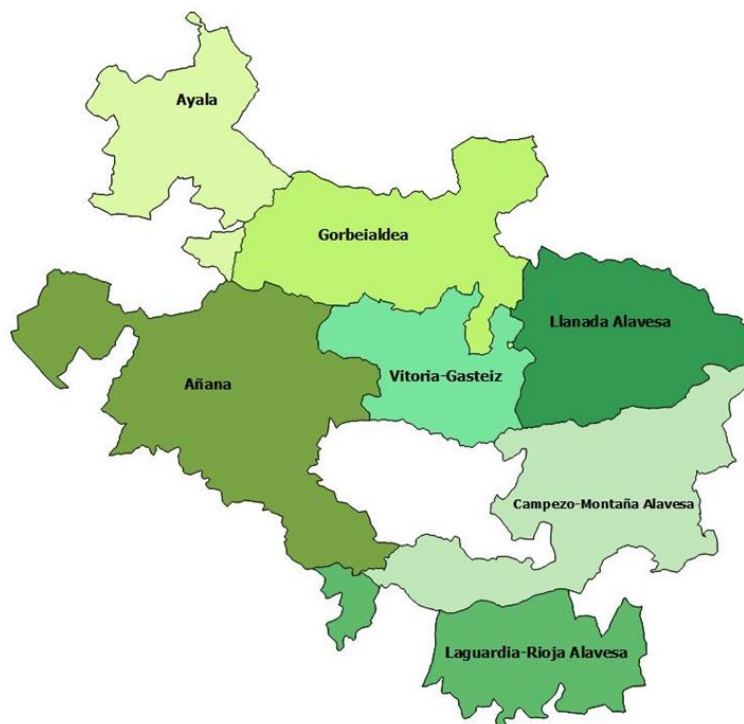 Ayala
Gorbeialdea
Llanada Alavesa
Vitoria-Gasteiz
Añana
Campezo-Montaña Alavesa
Laguardia-Rioja Alavesa